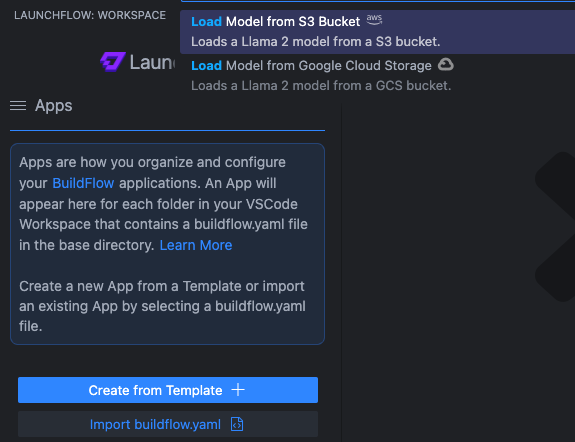 LAUNCHFLOW: WORKSPACE
Load Model from S3 Bucket aws
Loads a Llama 2 model from a S3 bucket.
Load Model from Google Cloud Storage
Loads a Llama 2 model from a GCS bucket.
Apps
Apps are how you organize and configure
your BuildFlow applications. An App will
appear here for each folder in your VSCode
Workspace that contains a buildflow.yaml file
in the base directory. Learn More
Create a new App from a Template or import
an existing App by selecting a buildflow.yaml
file.
Create from Template
Import buildflow.yaml